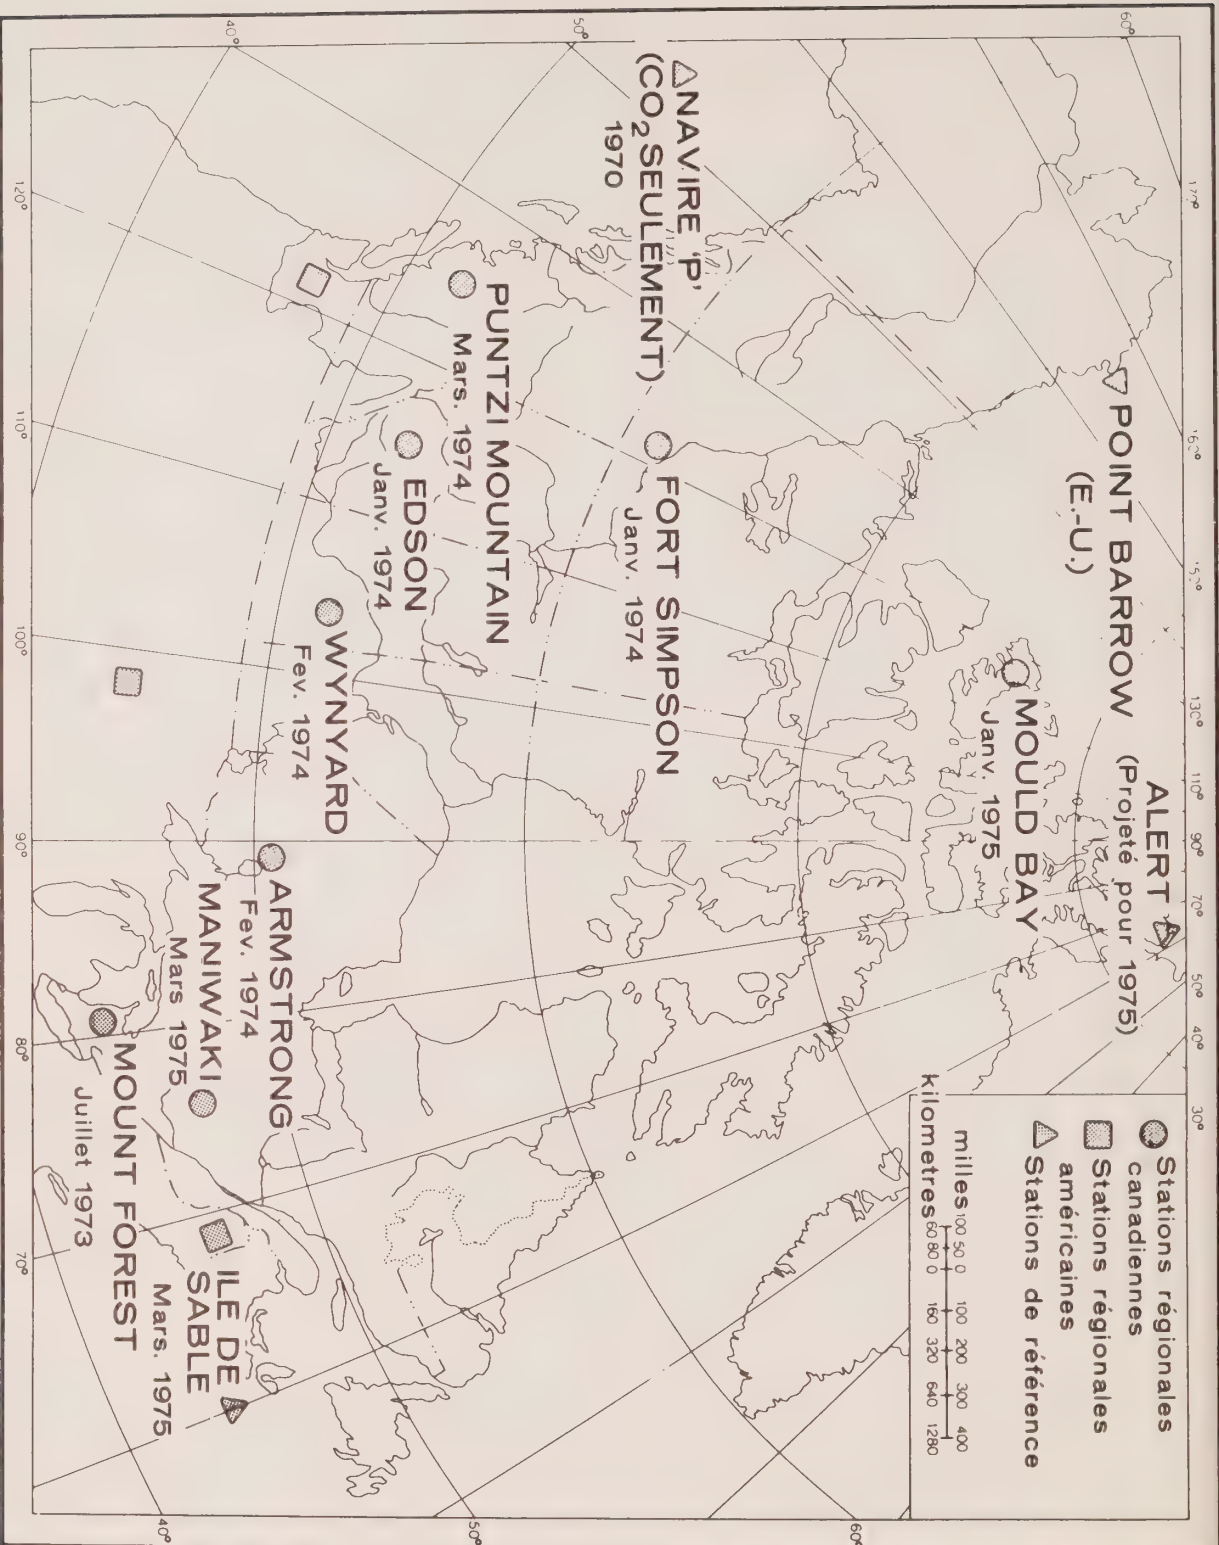 170° 160° 150° 130° 110° 90° 70° 50° 40° 30°
60°
Stations régionales
canadiennes
Stations régionales
américaines
Stations de référence
milles 100 50 0 100 200 300 400
kilometres 60 80 0 160 320 640 1280
ALERT
(Projeté pour 1975)
POINT BARROW
(E.-U.)
MOULD BAY
Janv. 1975
NAVIRE 'P'
(CO2 SEULEMENT)
1970
FORT SIMPSON
Janv. 1974
60°
50°
PUNTZI MOUNTAIN
Mars. 1974
EDSON
Janv. 1974
WYNYARD
Fev. 1974
ARMSTRONG
Fev. 1974
MANIWAKI
Mars 1975
MOUNT FOREST
Juillet 1973
ILE DE
SABLE
Mars. 1975
50°
40°
40°
120° 110° 100° 90° 80° 70°